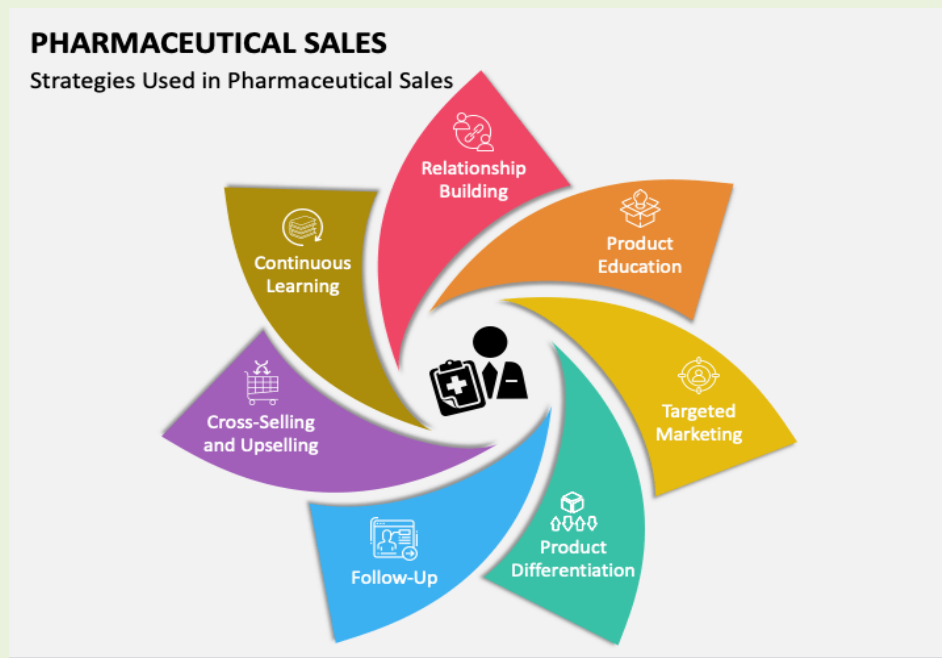 PHARMACEUTICAL SALES
Strategies Used in Pharmaceutical Sales
Relationship
Building
Product
Education
Targeted
Marketing
Product
Differentiation
Follow-Up
Cross-Selling
and Upselling
Continuous
Learning